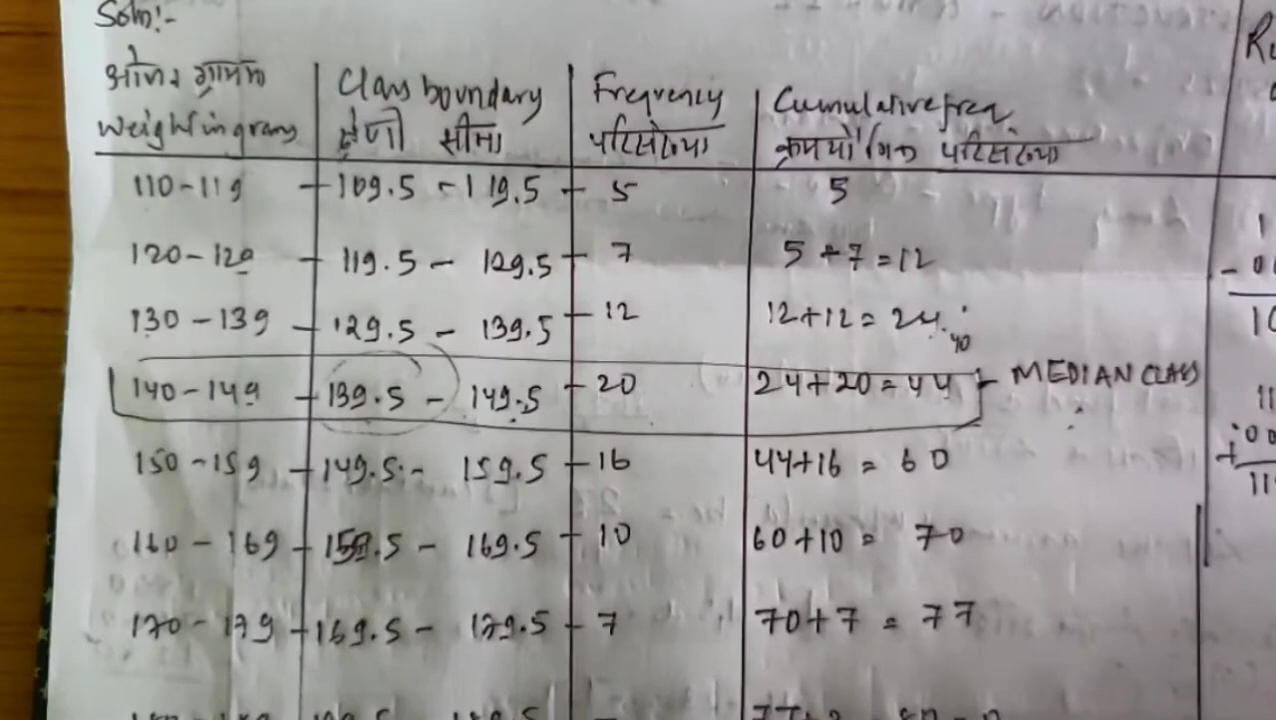 Soln:-
Weight in grams | Class boundary | Frequency | Cumulative freq
श्रेणी सीमा | परिसंख्या | परिसंख्या
110-119 109.5 - 119.5 5 5
120-129 119.5 - 129.5 7 5+7=12
130-139 129.5 - 139.5 12 12+12=24
40
140-149 139.5 - 149.5 20 24+20=44 MEDIAN CLASS
150-159 149.5 - 159.5 16 44+16=60
160-169 159.5 - 169.5 10 60+10= 70
170-179 169.5 - 179.5 7 70+7=77